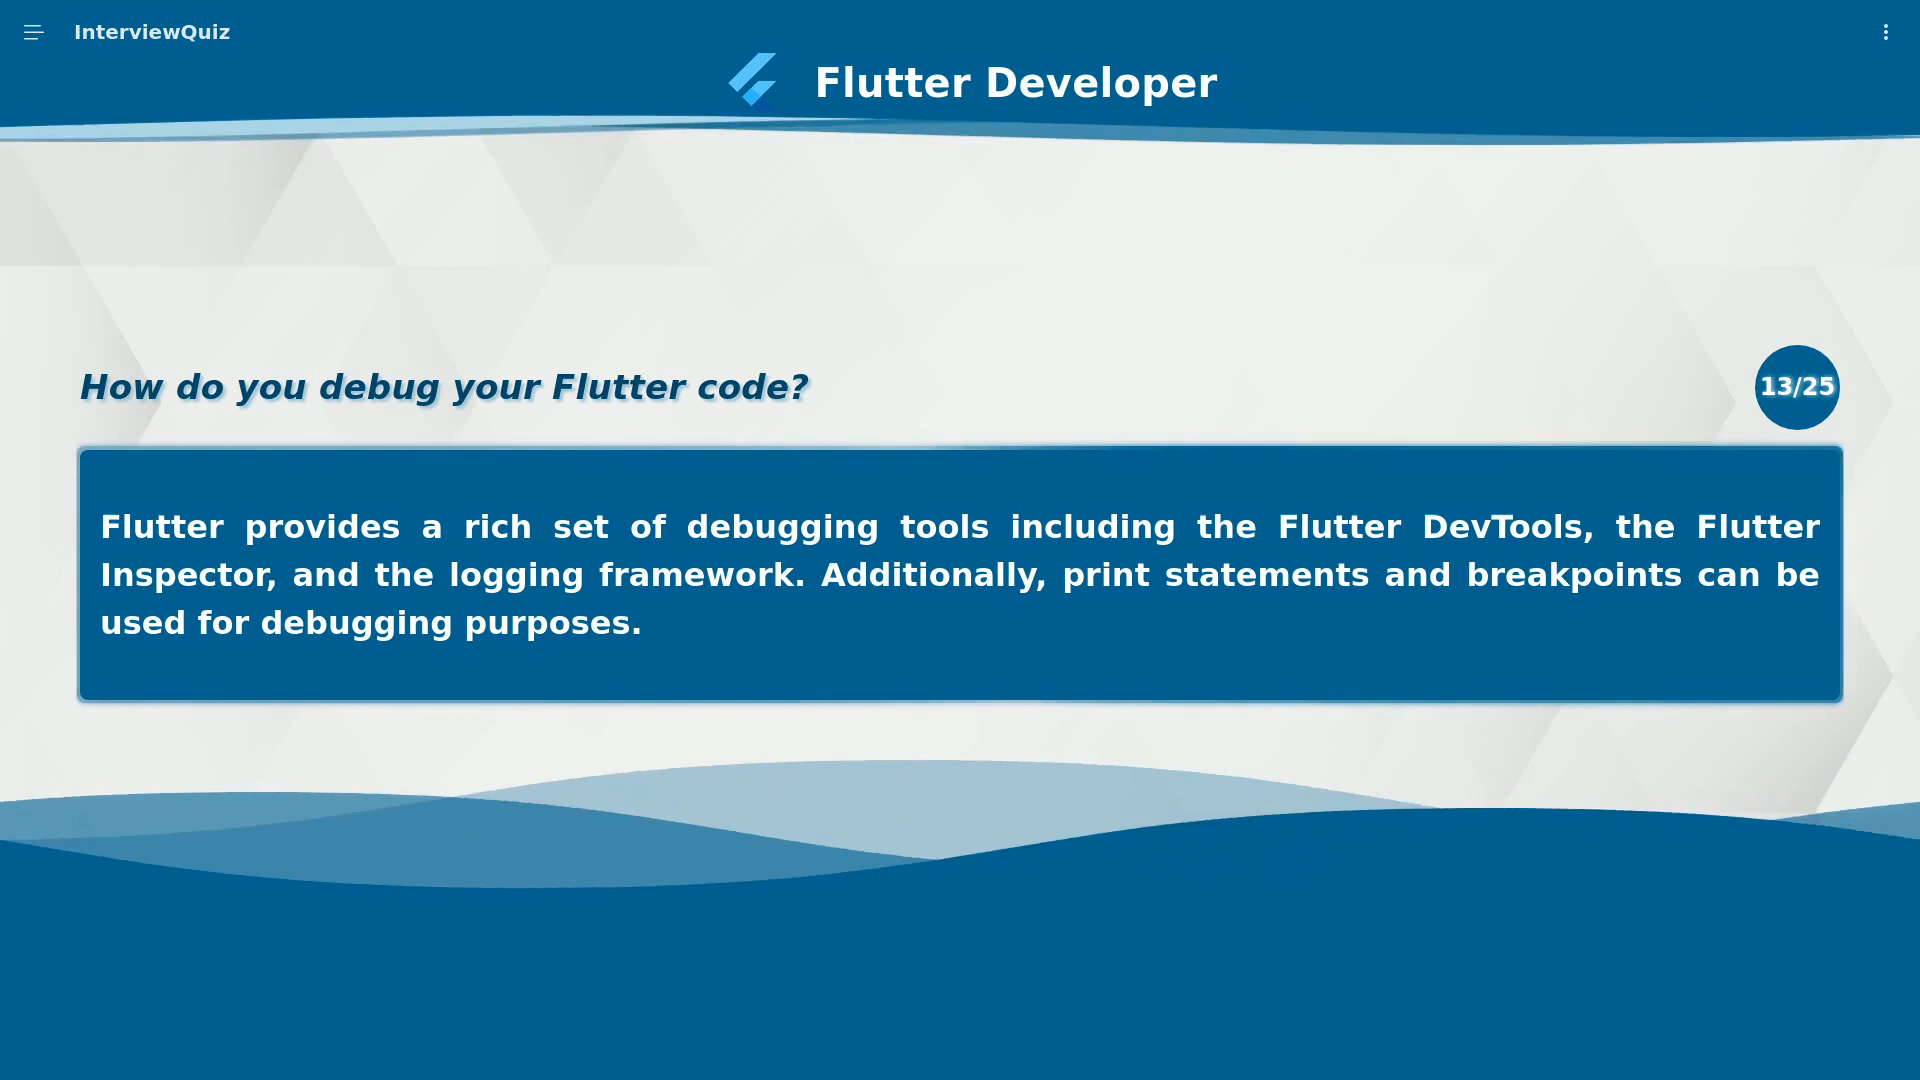 InterviewQuiz
Flutter Developer
How do you debug your Flutter code?
13/25
Flutter provides a rich set of debugging tools including the Flutter DevTools, the Flutter
Inspector, and the logging framework. Additionally, print statements and breakpoints can be
used for debugging purposes.